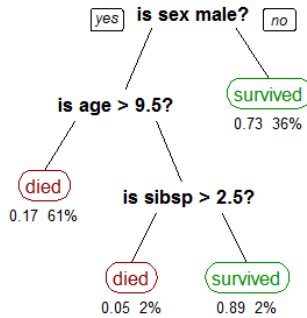 yes is sex male? no
is age > 9.5?
survived
0.73 36%
died
0.17 61%
is sibsp > 2.5?
died survived
0.05 2% 0.89 2%